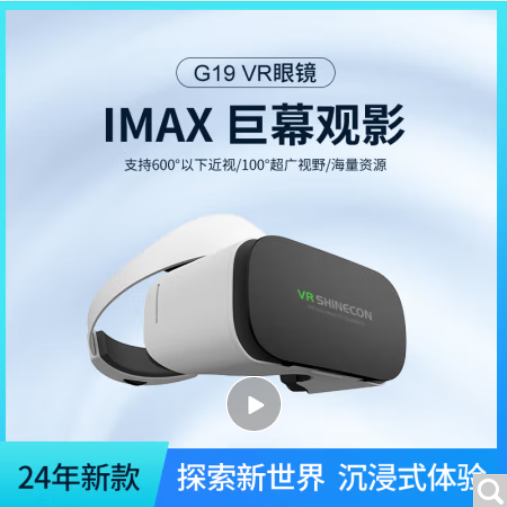 G19 VR眼镜
IMAX 巨幕观影
支持600°以下近视/100°超广视野/海量资源
VR SHINECON
24年新款
探索新世界 沉浸式体验